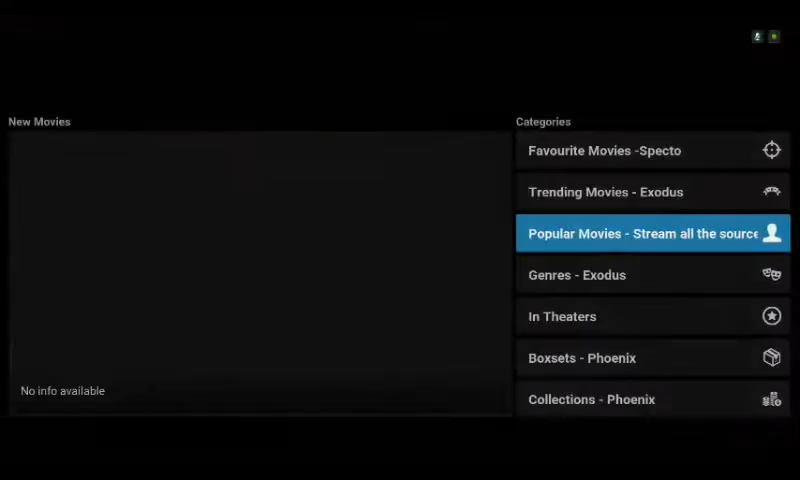 New Movies
Categories
Favourite Movies -Specto
Trending Movies - Exodus
Popular Movies - Stream all the source
Genres - Exodus
In Theaters
Boxsets - Phoenix
No info available
Collections - Phoenix